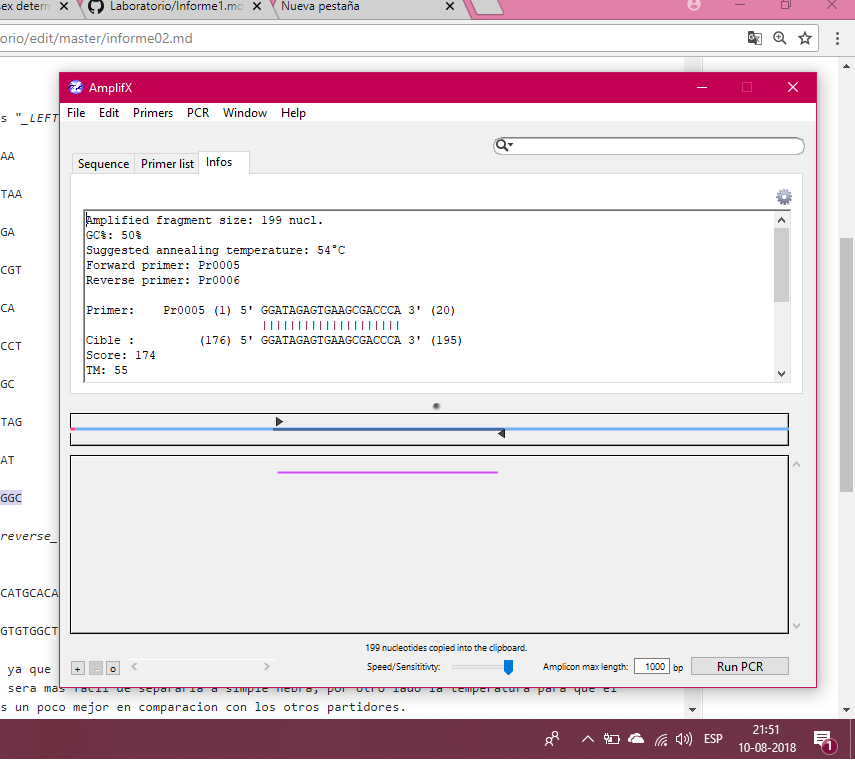 sex determ
Laboratorio/Informe1.md
Nueva pestaña
orio/edit/master/informe02.md
s "_LEFT
AA
TAA
GA
CGT
CA
CCT
GC
TAG
AT
GGC
reverse_
CATGCACA
GTGTGGCT
ya que
sera mas facil de separarla a simple hebra, por otro lado la temperatura para que el
s un poco mejor en comparacion con los otros partidores.
AmplifX
File Edit Primers PCR Window Help
Sequence Primer list Infos
Amplified fragment size: 199 nucl.
GC%: 50%
Suggested annealing temperature: 54°C
Forward primer: Pr0005
Reverse primer: Pr0006
Primer: Pr0005 (1) 5' GGATAGAGTGAAGCGACCCA 3' (20)
||||||||||||||||||||
Cible : (176) 5' GGATAGAGTGAAGCGACCCA 3' (195)
Score: 174
TM: 55
199 nucleotides copied into the clipboard.
+ - o
Speed/Sensititvty:
Amplicon max length: 1000 bp
Run PCR
ESP
21:51
10-08-2018
1